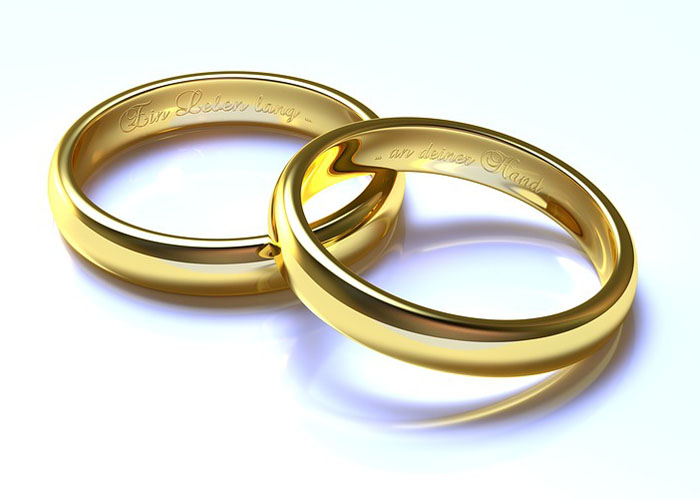 Ein Leben lang ..
.. an deiner Hand